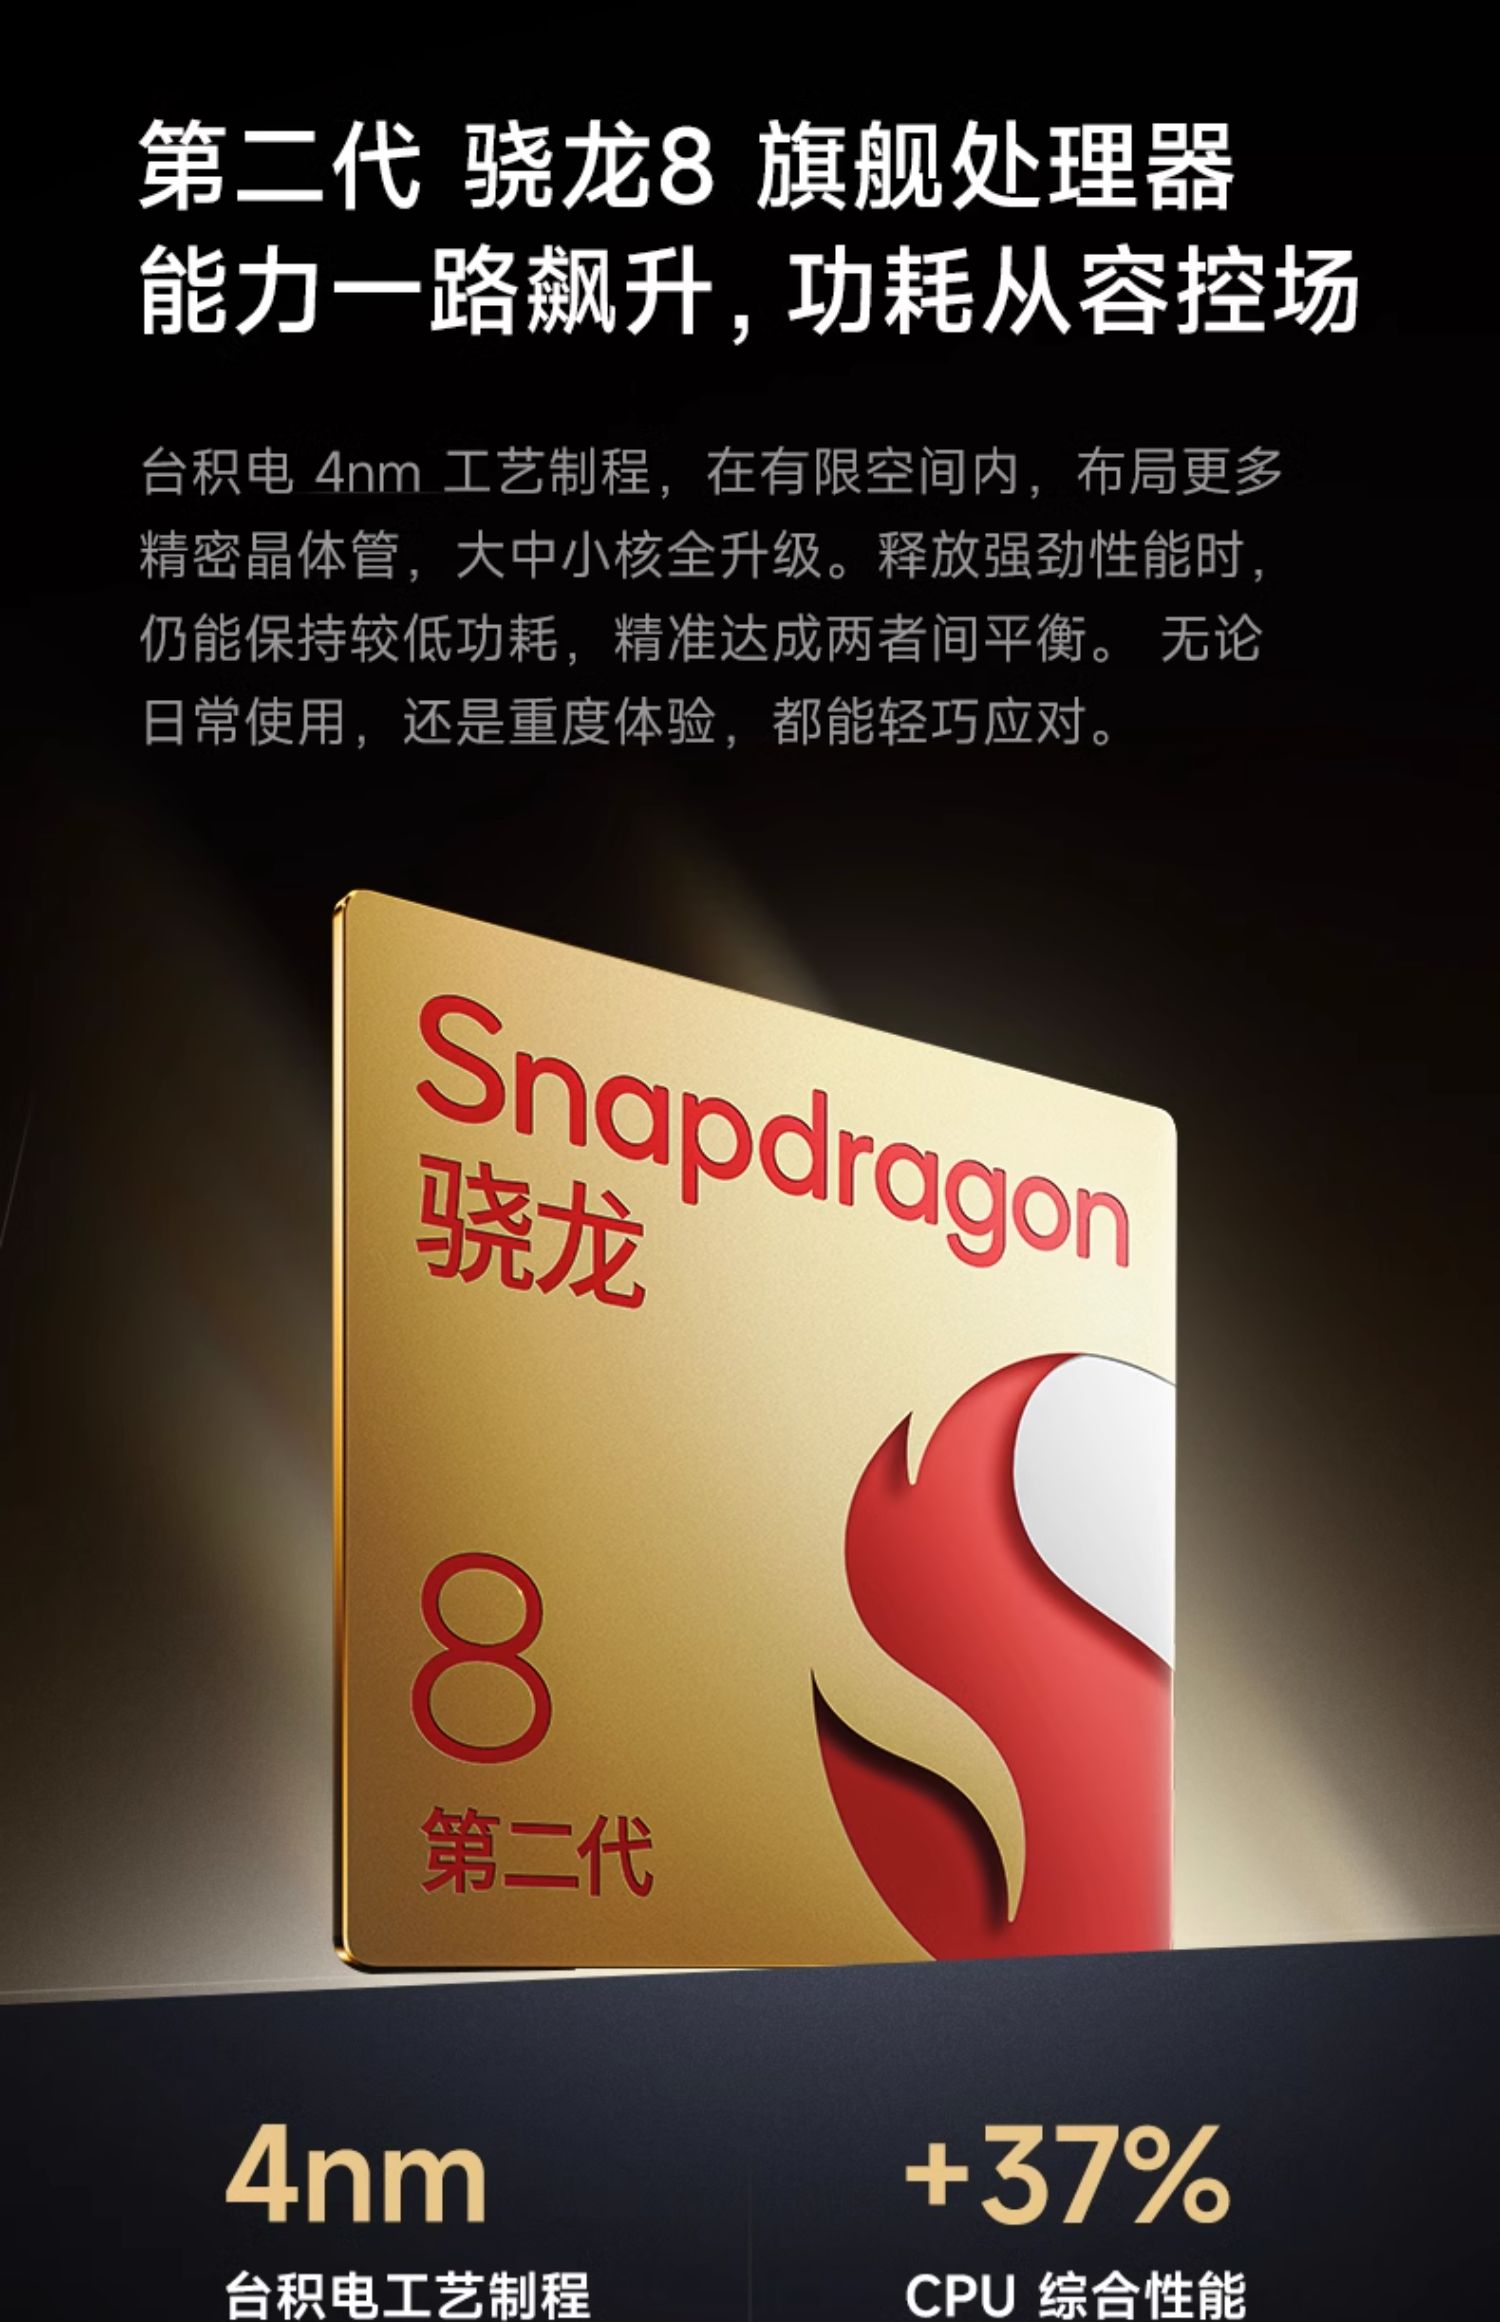 第二代 骁龙8 旗舰处理器
能力一路飙升，功耗从容控场
台积电 4nm 工艺制程，在有限空间内，布局更多
精密晶体管，大中小核全升级。释放强劲性能时，
仍能保持较低功耗，精准达成两者间平衡。 无论
日常使用，还是重度体验，都能轻巧应对。
Snapdragon
骁龙
8
第二代
4nm
台积电工艺制程
+37%
CPU 综合性能